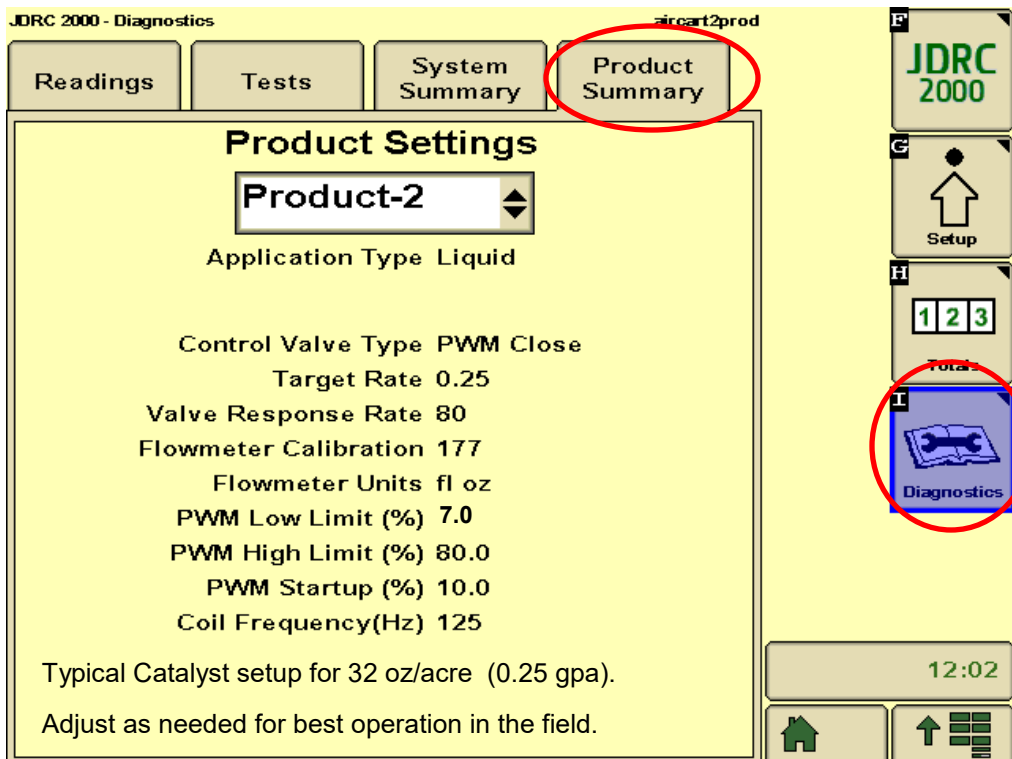 JDRC 2000 - Diagnostics aircart2prod
Readings
Tests
System
Summary
Product
Summary
Product Settings
Product-2
Application Type Liquid
Control Valve Type PWM Close
Target Rate 0.25
Valve Response Rate 80
Flowmeter Calibration 177
Flowmeter Units fl oz
PWM Low Limit (%) 7.0
PWM High Limit (%) 80.0
PWM Startup (%) 10.0
Coil Frequency(Hz) 125
Typical Catalyst setup for 32 oz/acre (0.25 gpa).
Adjust as needed for best operation in the field.
F
JDRC
2000
G
Setup
H
1 2 3
Totals
I
Diagnostics
12:02